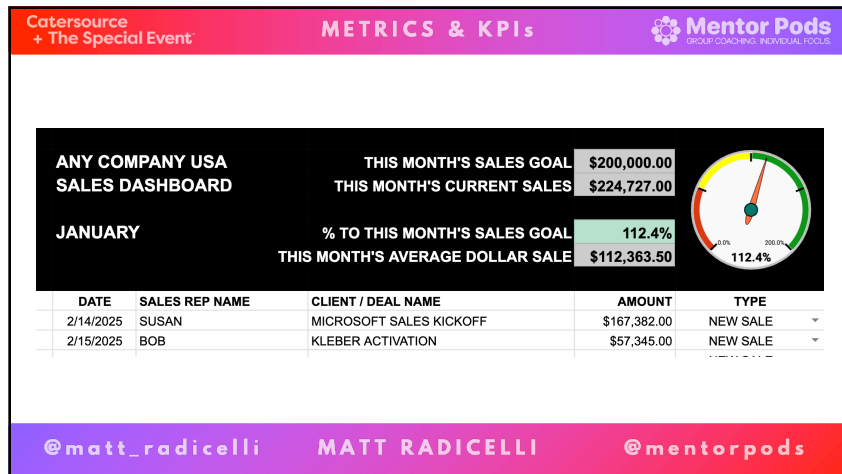 Catersource
+ The Special Event
METRICS & KPIs
Mentor Pods
GROUP COACHING. INDIVIDUAL FOCUS.
ANY COMPANY USA
SALES DASHBOARD
JANUARY
THIS MONTH'S SALES GOAL $200,000.00
THIS MONTH'S CURRENT SALES $224,727.00
% TO THIS MONTH'S SALES GOAL 112.4%
THIS MONTH'S AVERAGE DOLLAR SALE $112,363.50
0.0% 200.0%
112.4%
DATE SALES REP NAME CLIENT / DEAL NAME AMOUNT TYPE
2/14/2025 SUSAN MICROSOFT SALES KICKOFF $167,382.00 NEW SALE
2/15/2025 BOB KLEBER ACTIVATION $57,345.00 NEW SALE
@matt_radicelli MATT RADICELLI @mentorpods